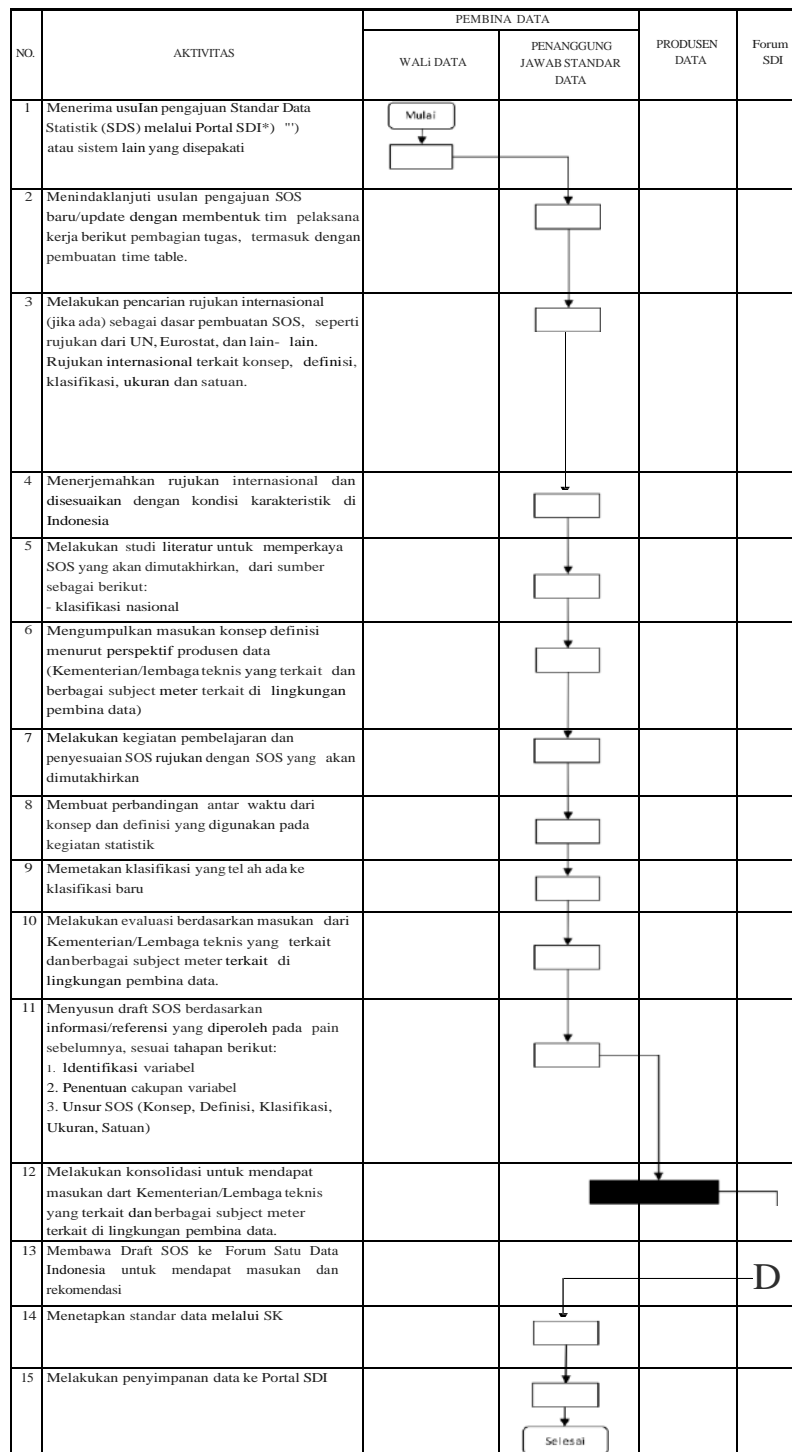 PEMBINA DATA
NO.
AKTIVITAS
WALi DATA
PENANGGUNG
JAWAB STANDAR
DATA
PRODUSEN
DATA
Forum
SDI
1 Menerima usuIan pengajuan Standar Data
Statistik (SDS) melalui Portal SDI*) "')
atau sistem lain yang disepakati
Mulai
2 Menindaklanjuti usulan pengajuan SOS
baru/update dengan membentuk tim pelaksana
kerja berikut pembagian tugas, termasuk dengan
pembuatan time table.
3 Melakukan pencarian rujukan internasional
(jika ada) sebagai dasar pembuatan SOS, seperti
rujukan dari UN, Eurostat, dan lain- lain.
Rujukan internasional terkait konsep, definisi,
klasifikasi, ukuran dan satuan.
4 Menerjemahkan rujukan internasional dan
disesuaikan dengan kondisi karakteristik di
Indonesia
5 Melakukan studi literatur untuk memperkaya
SOS yang akan dimutakhirkan, dari sumber
sebagai berikut:
- klasifikasi nasional
6 Mengumpulkan masukan konsep definisi
menurut perspektif produsen data
(Kementerian/lembaga teknis yang terkait dan
berbagai subject meter terkait di lingkungan
pembina data)
7 Melakukan kegiatan pembelajaran dan
penyesuaian SOS rujukan dengan SOS yang akan
dimutakhirkan
8 Membuat perbandingan antar waktu dari
konsep dan definisi yang digunakan pada
kegiatan statistik
9 Memetakan klasifikasi yang tel ah ada ke
klasifikasi baru
10 Melakukan evaluasi berdasarkan masukan dari
Kementerian/Lembaga teknis yang terkait
danberbagai subject meter terkait di
lingkungan pembina data.
11 Menyusun draft SOS berdasarkan
informasi/referensi yang diperoleh pada pain
sebelumnya, sesuai tahapan berikut:
1. Identifikasi variabel
2. Penentuan cakupan variabel
3. Unsur SOS (Konsep, Definisi, Klasifikasi,
Ukuran, Satuan)
12 Melakukan konsolidasi untuk mendapat
masukan dart Kementerian/Lembaga teknis
yang terkait dan berbagai subject meter
terkait di lingkungan pembina data.
13 Membawa Draft SOS ke Forum Satu Data
Indonesia untuk mendapat masukan dan
rekomendasi
D
14 Menetapkan standar data melalui SK
15 Melakukan penyimpanan data ke Portal SDI
Selesai